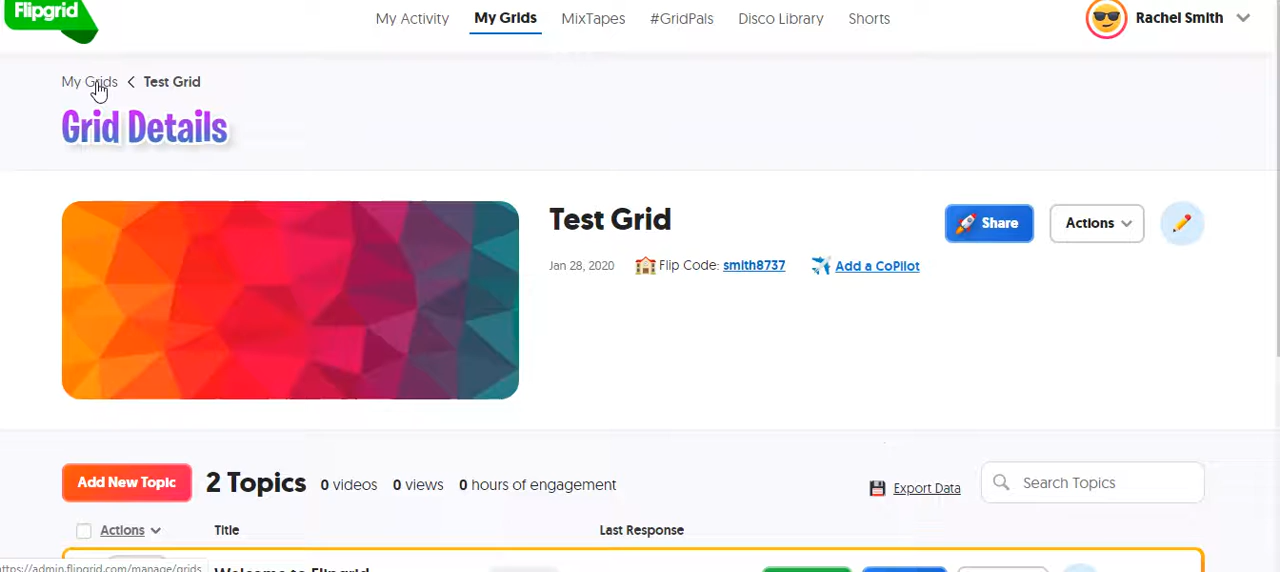 Flipgrid
My Activity My Grids MixTapes #GridPals Disco Library Shorts Rachel Smith
My Grids < Test Grid
Grid Details
Test Grid
Share Actions
Jan 28, 2020 Flip Code: smith8737 Add a CoPilot
Add New Topic 2 Topics 0 videos 0 views 0 hours of engagement Export Data Search Topics
Actions Title Last Response
Welcome to Flipgrid
https://admin.flipgrid.com/manage/grids